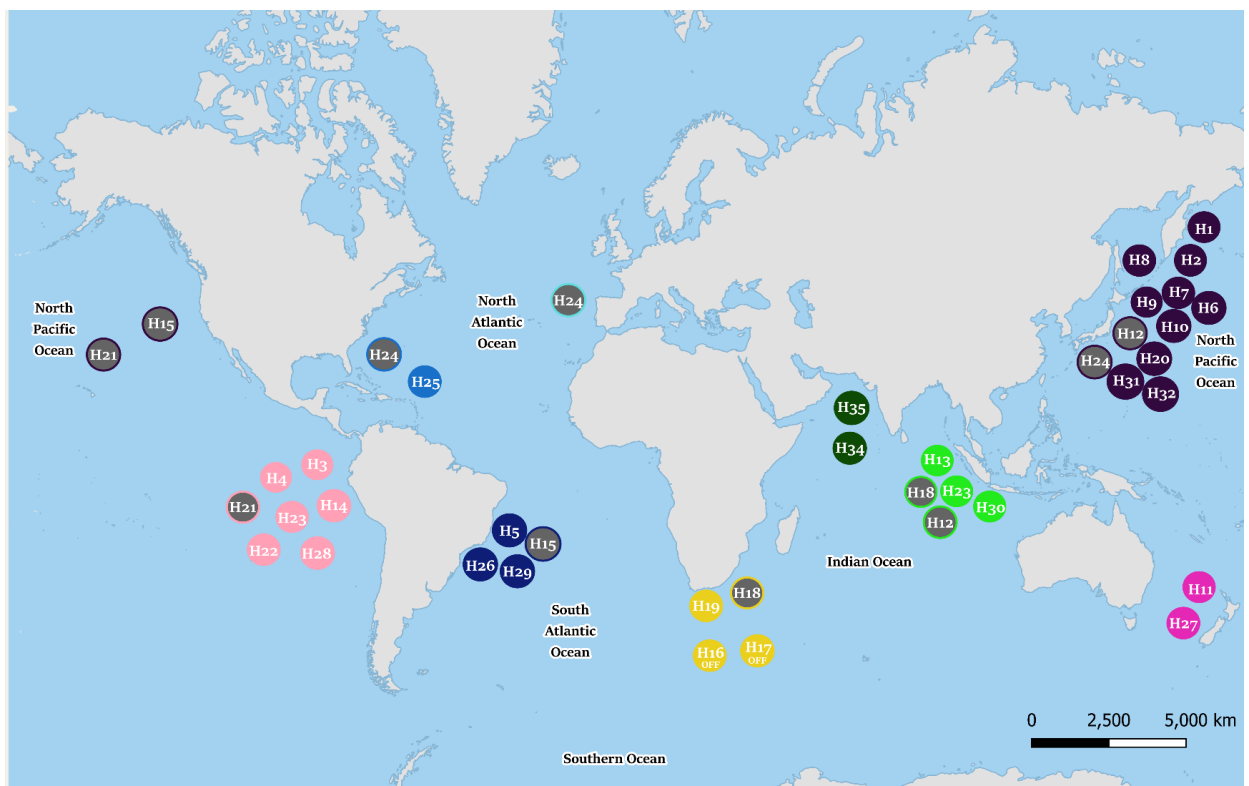 H1
H8
H2
H7
H9
H6
North
Pacific
Ocean
H15
H21
North
Atlantic
Ocean
H24
H10
H12
North
Pacific
Ocean
H24
H20
H31
H32
H24
H25
H35
H34
H3
H4
H21
H14
H23
H22
H28
H13
H18
H23
H30
H12
H5
H15
H26
H29
Indian Ocean
H11
H27
H19
H18
South
Atlantic
Ocean
H16
OFF
H17
OFF
0 2,500 5,000 km
Southern Ocean